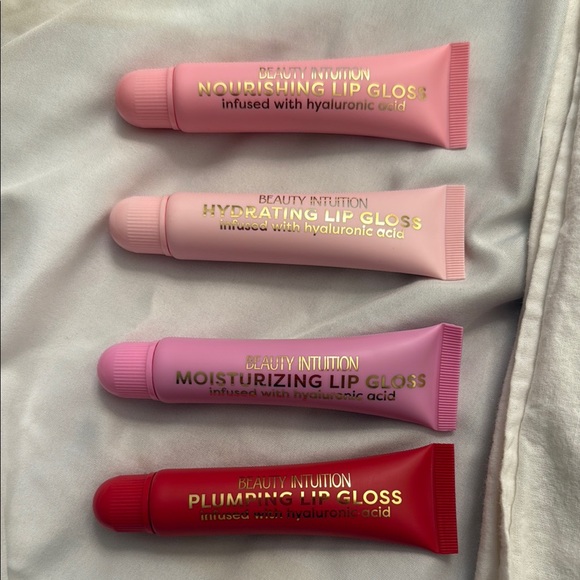 BEAUTY INTUITION
NOURISHING LIP GLOSS
infused with hyaluronic acid
BEAUTY INTUITION
HYDRATING LIP GLOSS
infused with hyaluronic acid
BEAUTY INTUITION
MOISTURIZING LIP GLOSS
infused with hyaluronic acid
BEAUTY INTUITION
PLUMPING LIP GLOSS
infused with hyaluronic acid